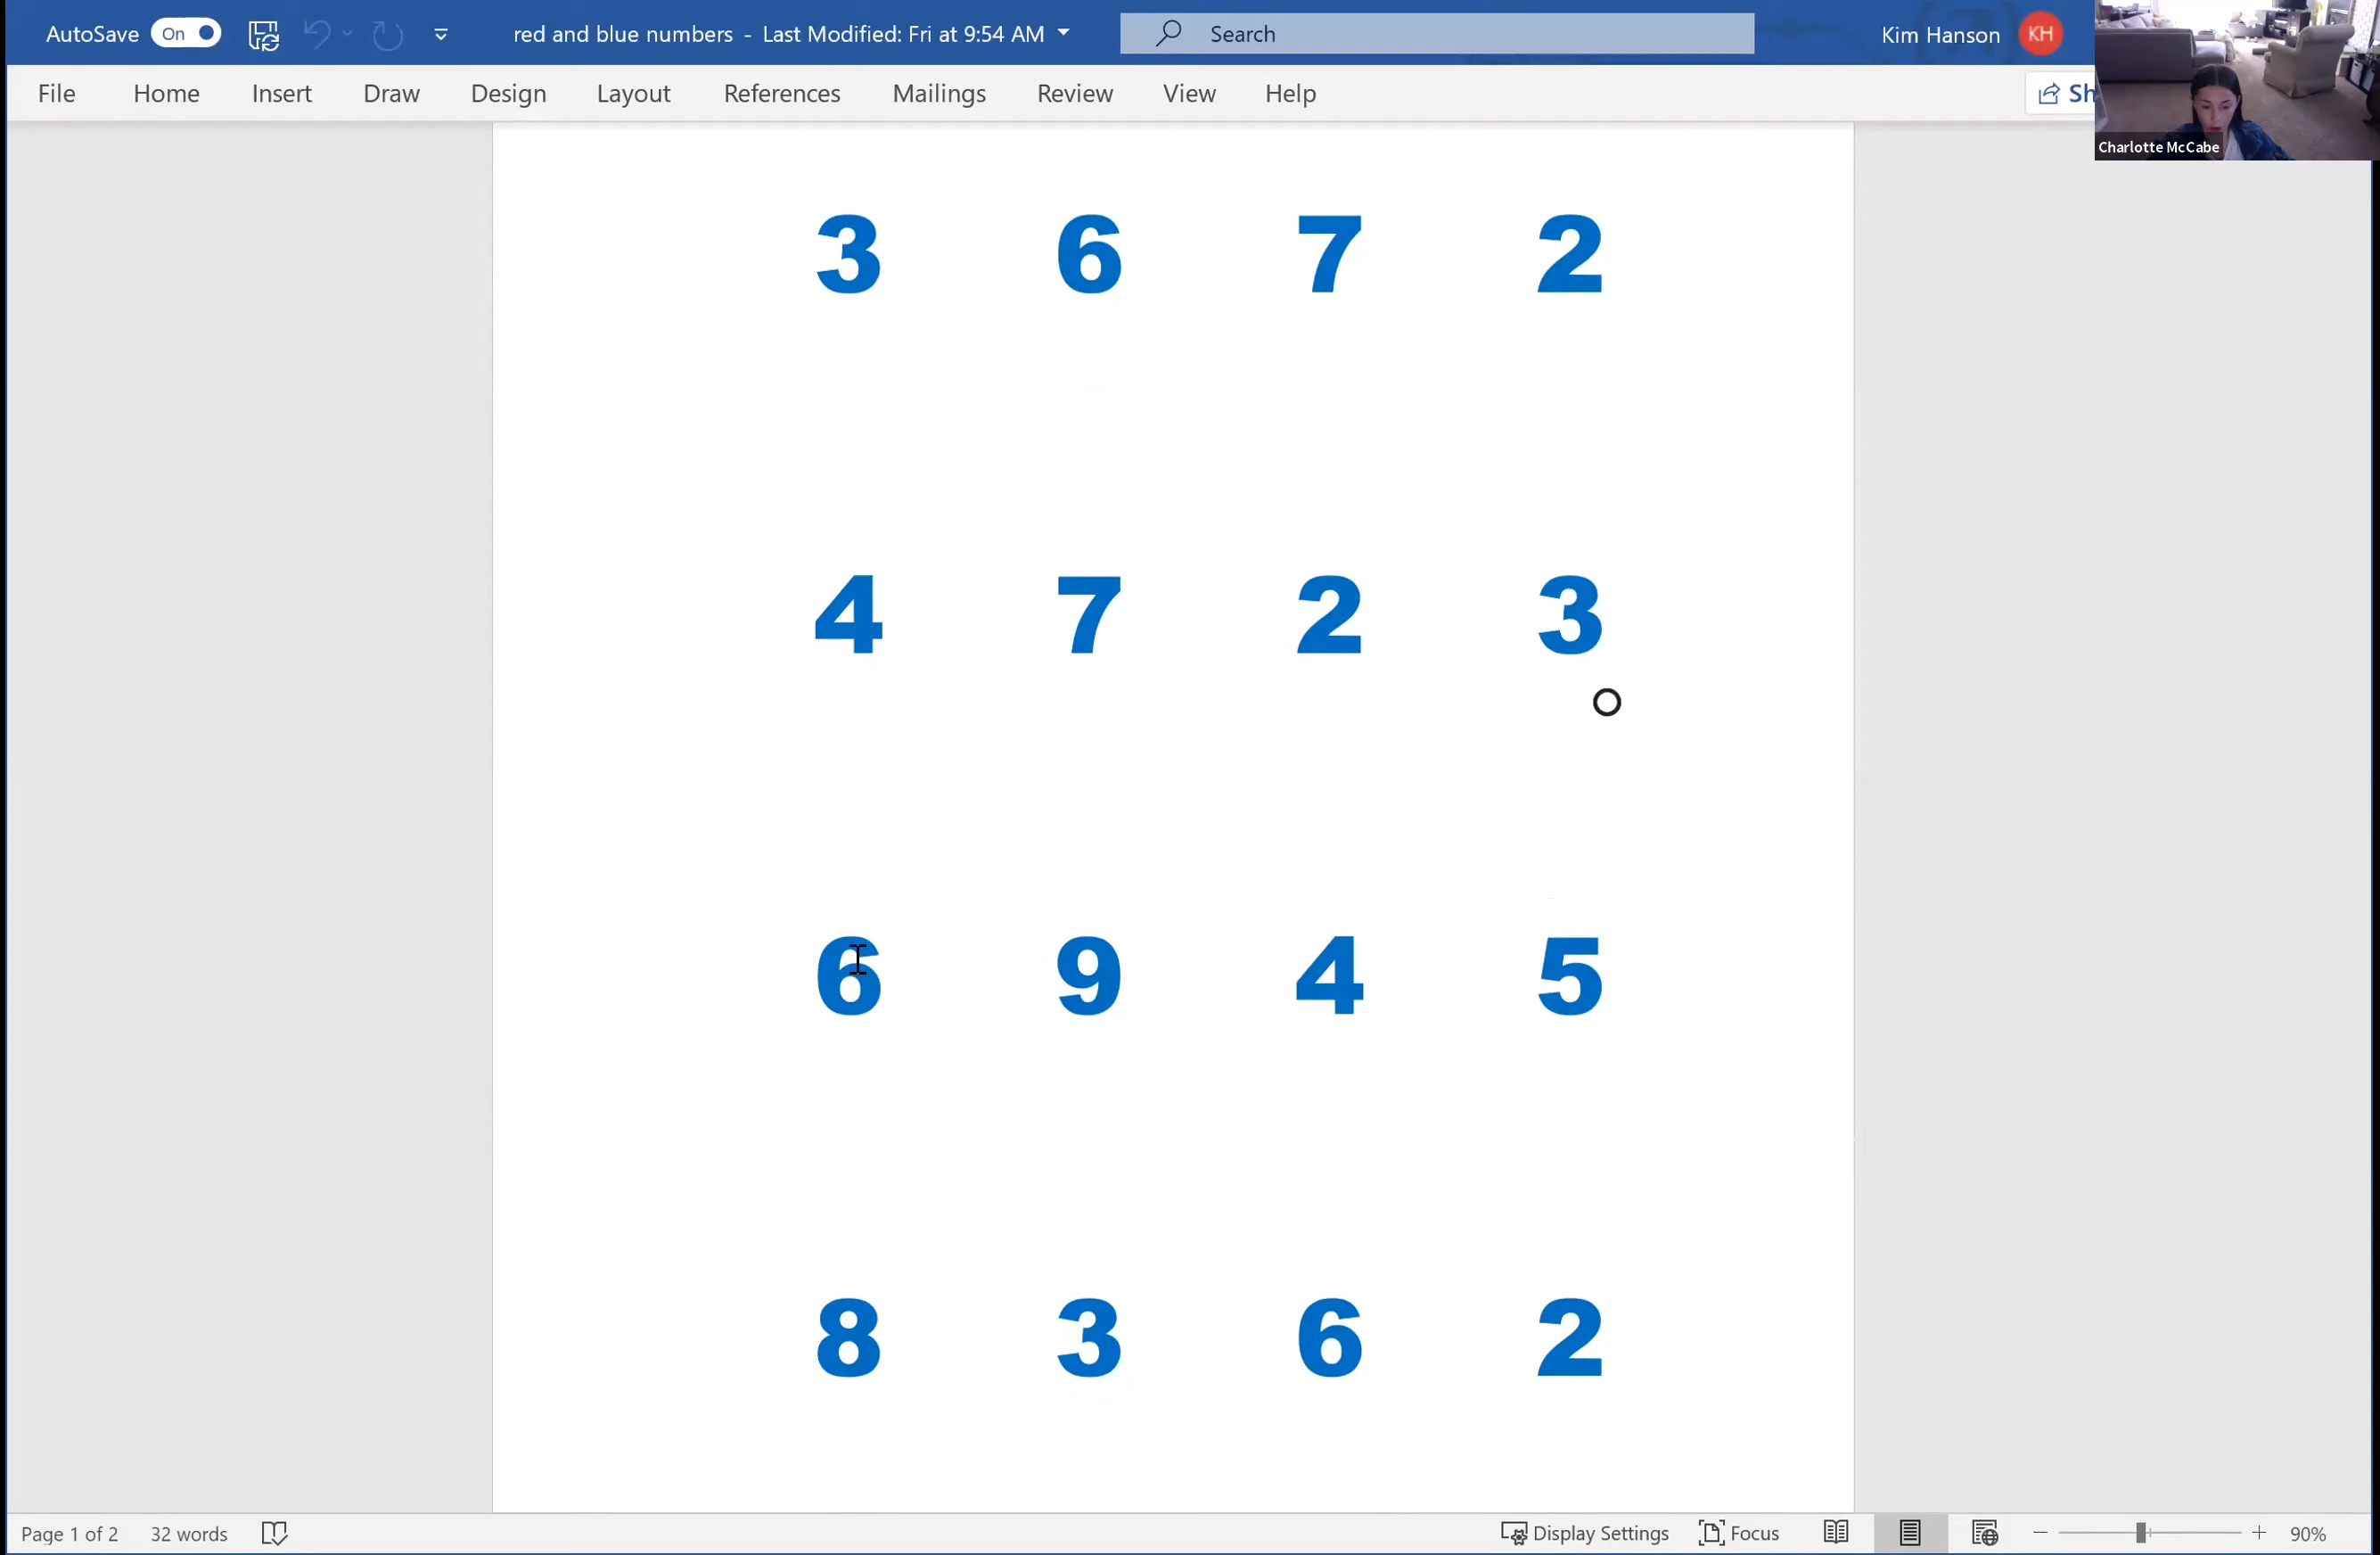 AutoSave On red and blue numbers - Last Modified: Fri at 9:54 AM Search Kim Hanson KH
File Home Insert Draw Design Layout References Mailings Review View Help Sh
Charlotte McCabe
3 6 7 2
4 7 2 3
6 9 4 5
8 3 6 2
Page 1 of 2 32 words Display Settings Focus 90%